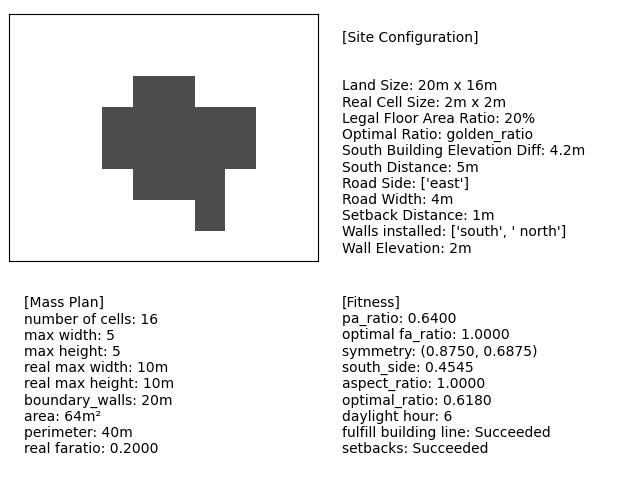 [Site Configuration]
Land Size: 20m x 16m
Real Cell Size: 2m x 2m
Legal Floor Area Ratio: 20%
Optimal Ratio: golden_ratio
South Building Elevation Diff: 4.2m
South Distance: 5m
Road Side: ['east']
Road Width: 4m
Setback Distance: 1m
Walls installed: ['south', ' north']
Wall Elevation: 2m
[Mass Plan]
number of cells: 16
max width: 5
max height: 5
real max width: 10m
real max height: 10m
boundary_walls: 20m
area: 64m²
perimeter: 40m
real faratio: 0.2000
[Fitness]
pa_ratio: 0.6400
optimal fa_ratio: 1.0000
symmetry: (0.8750, 0.6875)
south_side: 0.4545
aspect_ratio: 1.0000
optimal_ratio: 0.6180
daylight hour: 6
fulfill building line: Succeeded
setbacks: Succeeded